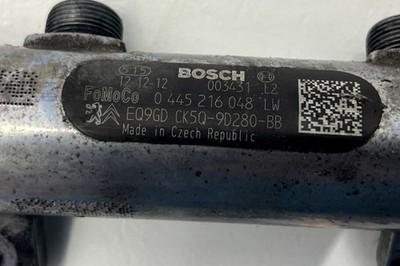 615 BOSCH
12-12-12 003431 L2
FoMoCo 0 445 216 048 LW
EQ9GD CK5Q-9D280-BB
Made in Czech Republic